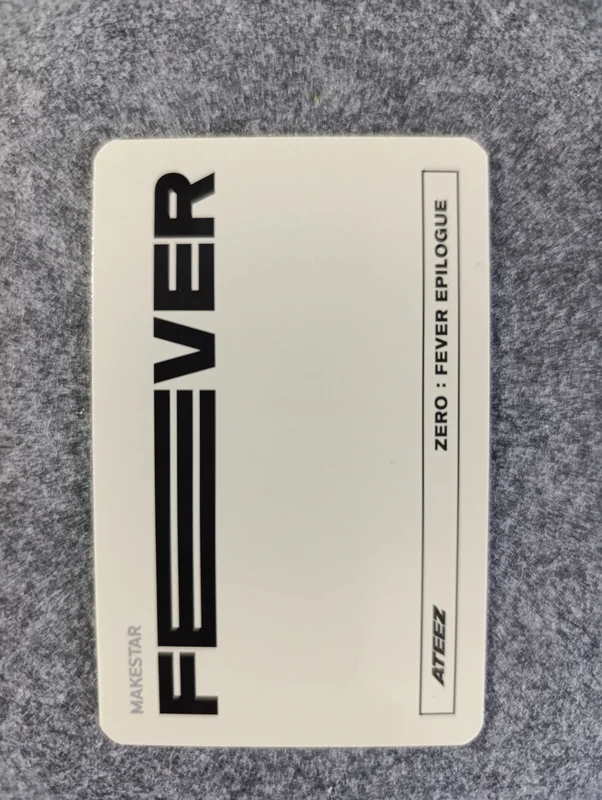 MAKESTAR
FEVER
ATEEZ ZERO : FEVER EPILOGUE